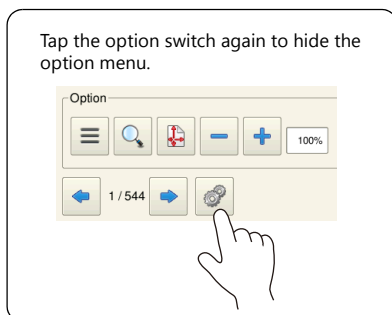 Tap the option switch again to hide the
option menu.
Option
100%
1 / 544